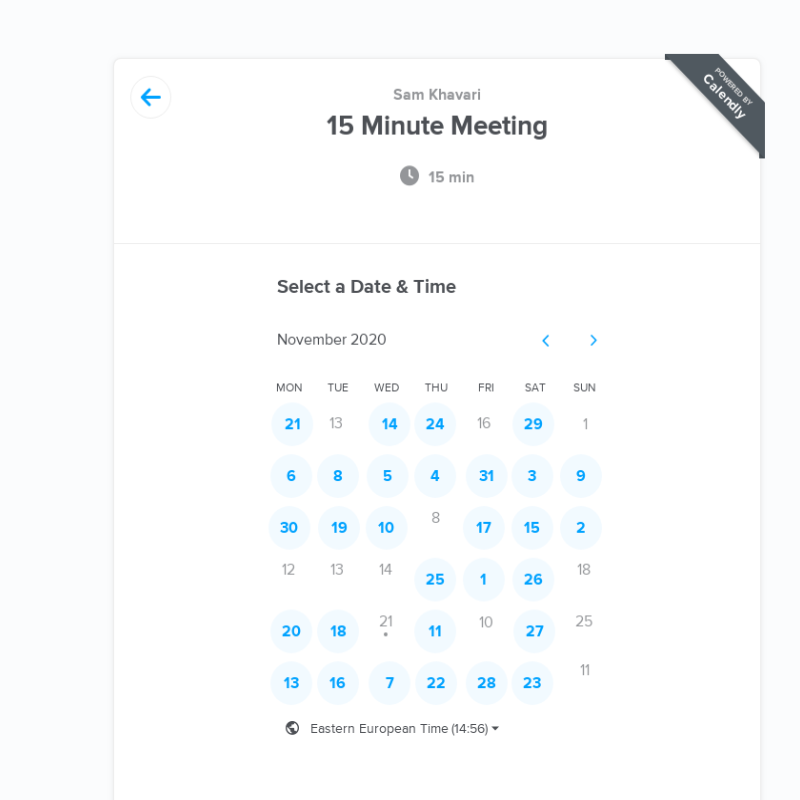 POWERED BY
Calendly
Sam Khavari
15 Minute Meeting
15 min
Select a Date & Time
November 2020
MON TUE WED THU FRI SAT SUN
21 13 14 24 16 29 1
6 8 5 4 31 3 9
30 19 10 8 17 15 2
12 13 14 25 1 26 18
20 18 21 11 10 27 25
13 16 7 22 28 23 11
Eastern European Time (14:56)